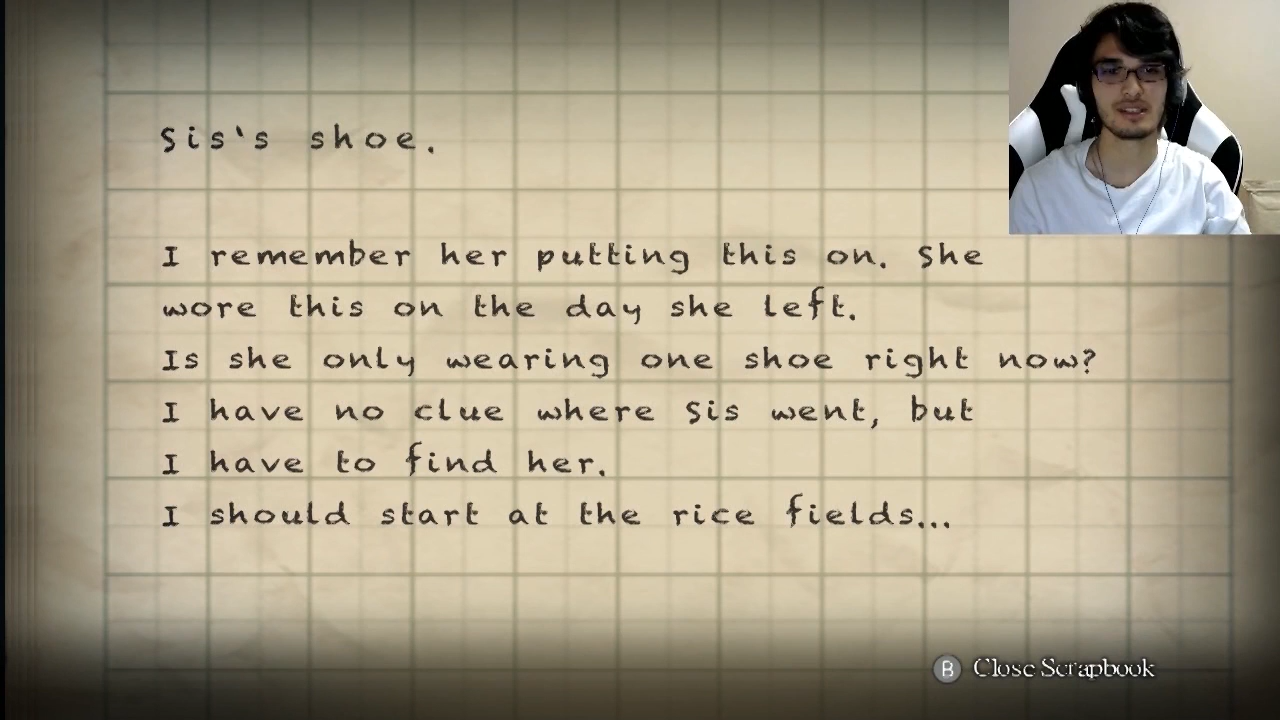 Sis's shoe.
I remember her putting this on. She
wore this on the day she left.
Is she only wearing one shoe right now?
I have no clue where Sis went, but
I have to find her.
I should start at the rice fields...
B Close Scrapbook